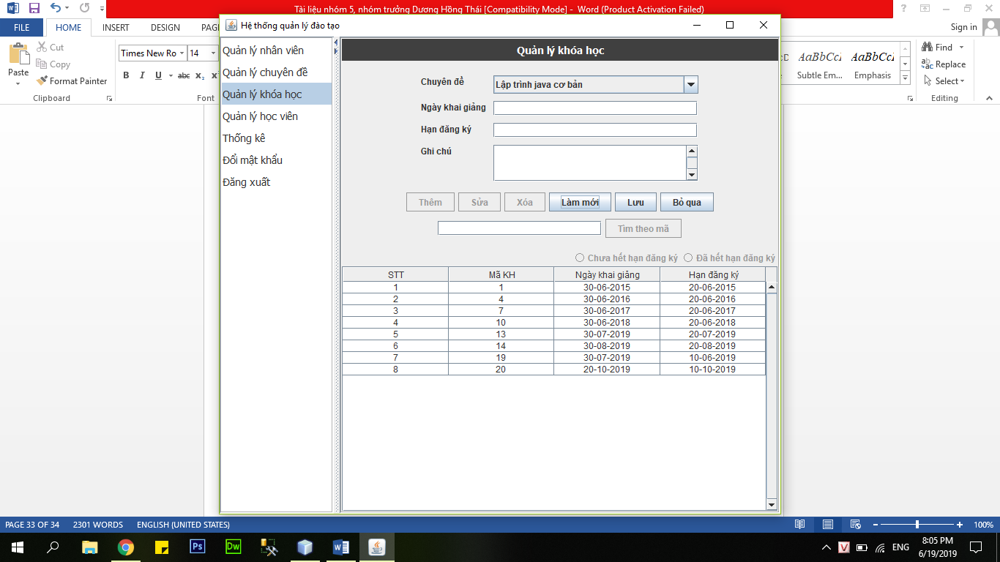 Tài liệu nhóm 5, nhóm trưởng Dương Hồng Thái [Compatibility Mode] - Word (Product Activation Failed)
FILE HOME INSERT DESIGN PAG Sign in
Cut
Copy
Format Painter
Paste
Clipboard
Times New Ro 14
B I U abc x₂ x
Font
AaBbCcI AaBbCcI
Subtle Em... Emphasis
Find
Replace
Select
Editing
Hệ thống quản lý đào tạo
Quản lý nhân viên
Quản lý chuyên đề
Quản lý khóa học
Quản lý học viên
Thống kê
Đổi mật khẩu
Đăng xuất
Quản lý khóa học
Chuyên đề Lập trình java cơ bản
Ngày khai giảng
Hạn đăng ký
Ghi chú
Thêm Sửa Xóa Làm mới Lưu Bỏ qua
Tìm theo mã
Chưa hết hạn đăng ký Đã hết hạn đăng ký
STT Mã KH Ngày khai giảng Hạn đăng ký
1 1 30-06-2015 20-06-2015
2 4 30-06-2016 20-06-2016
3 7 30-06-2017 20-06-2017
4 10 30-06-2018 20-06-2018
5 13 30-07-2019 20-07-2019
6 14 30-08-2019 20-08-2019
7 19 30-07-2019 10-06-2019
8 20 20-10-2019 10-10-2019
PAGE 33 OF 34 2301 WORDS ENGLISH (UNITED STATES) 100%
Ps Dw ENG 8:05 PM
6/19/2019